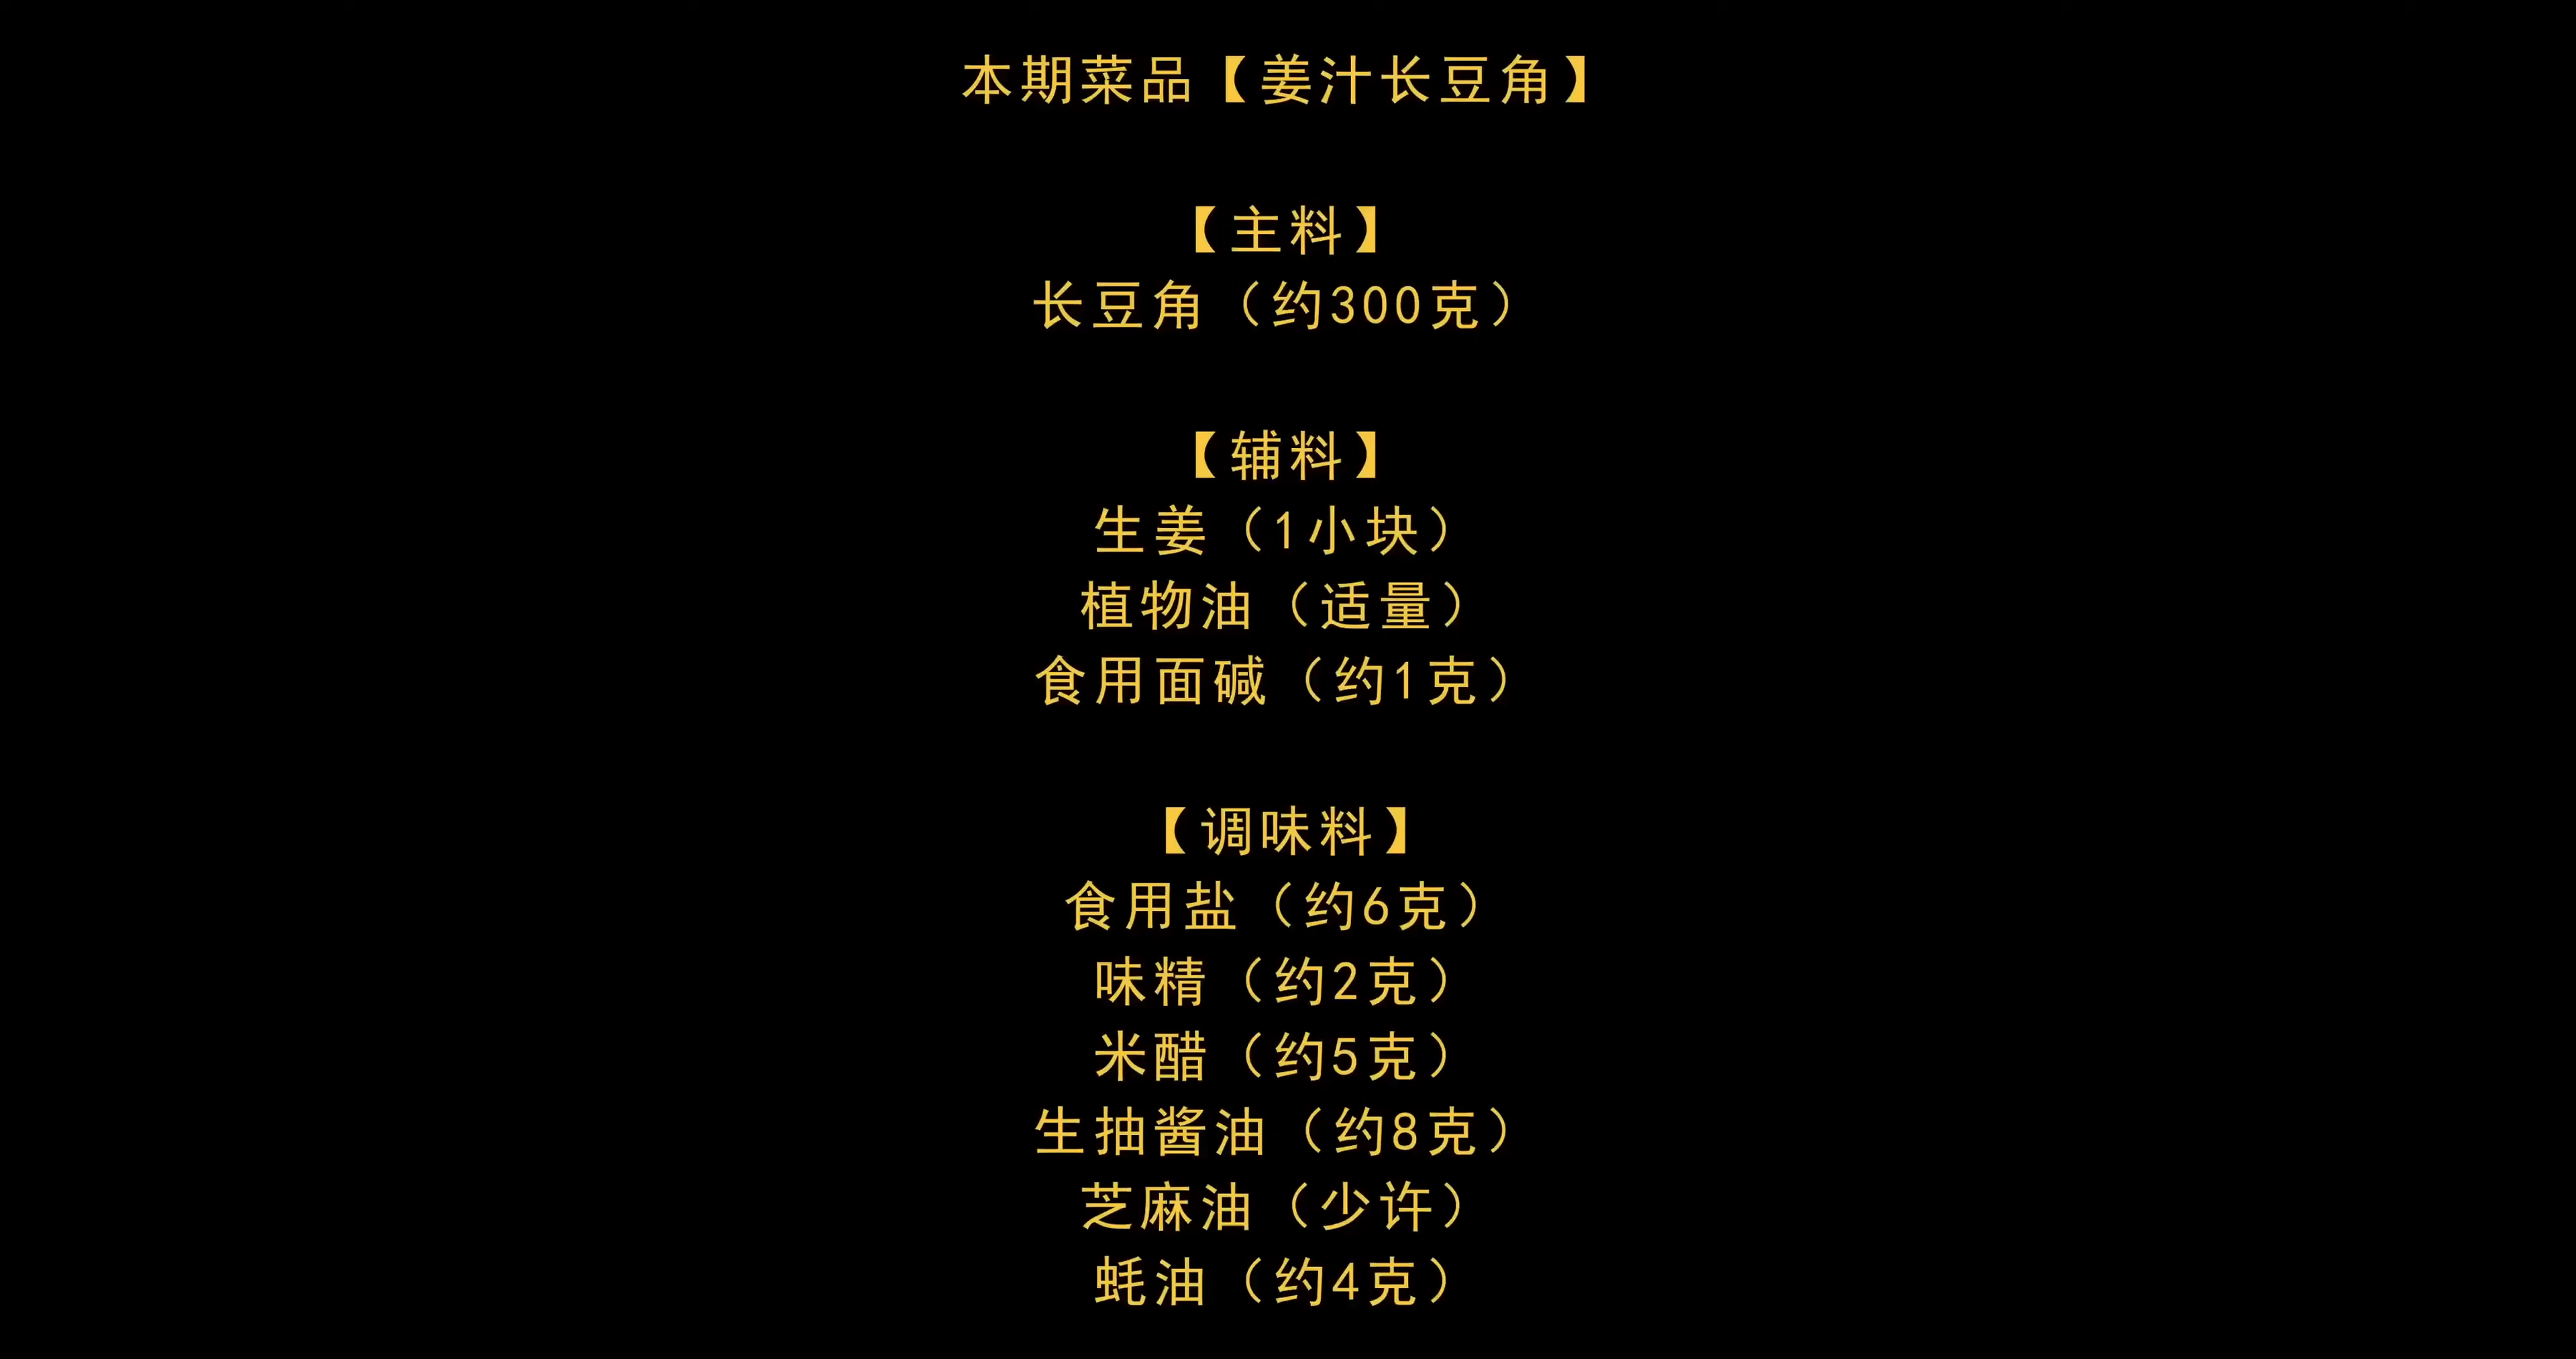 本期菜品【姜汁长豆角】
【主料】
长豆角（约300克）
【辅料】
生姜（1小块）
植物油（适量）
食用面碱（约1克）
【调味料】
食用盐（约6克）
味精（约2克）
米醋（约5克）
生抽酱油（约8克）
芝麻油（少许）
蚝油（约4克）